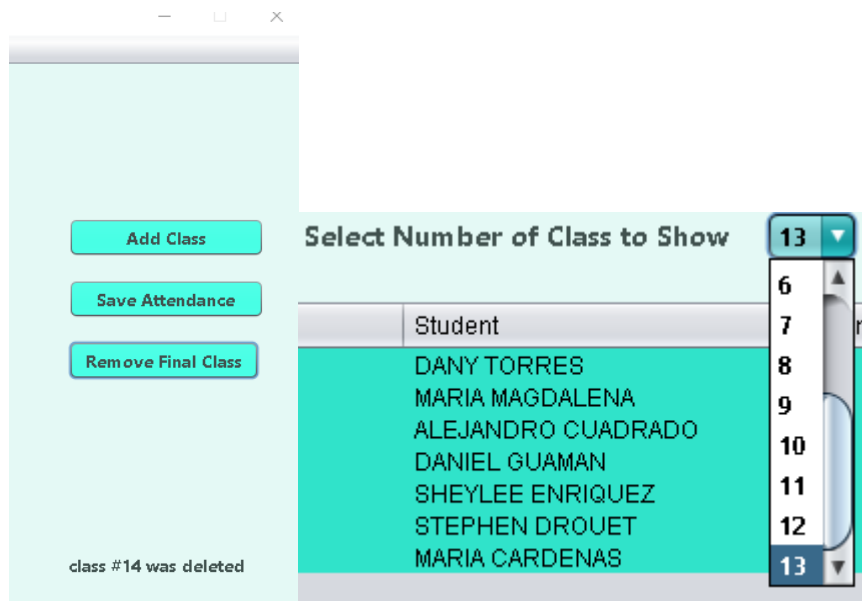 Add Class
Save Attendance
Remove Final Class
class #14 was deleted
Select Number of Class to Show 13
Student
DANY TORRES
MARIA MAGDALENA
ALEJANDRO CUADRADO
DANIEL GUAMAN
SHEYLEE ENRIQUEZ
STEPHEN DROUET
MARIA CARDENAS
6
7
8
9
10
11
12
13